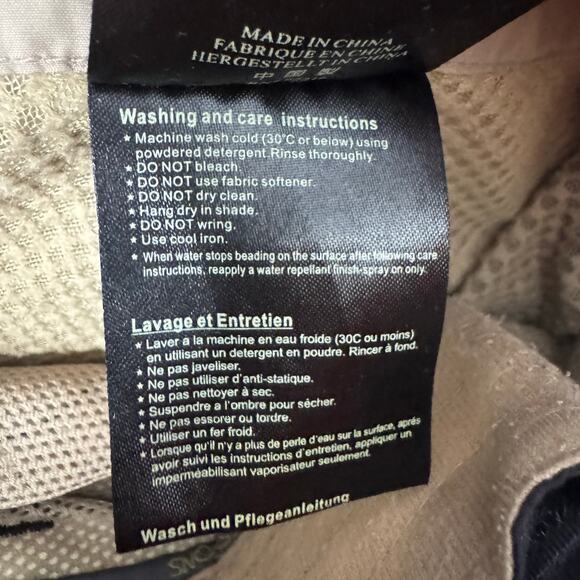 MADE IN CHINA
FABRIQUE EN CHINE
HERGESTELLT IN CHINA
中 国 製
Washing and care instructions
★ Machine wash cold (30°C or below) using
powdered detergent.Rinse thoroughly.
★ DO NOT bleach.
★ DO NOT use fabric softener.
★ DO NOT dry clean.
★ Hang dry in shade.
★ DO NOT wring.
★ Use cool iron.
★ When water stops beading on the surface after following care
instructions, reapply a water repellant finish-spray on only.
Lavage et Entretien
★ Laver à la machine en eau froide (30C ou moins)
en utilisant un detergent en poudre. Rincer à fond.
★ Ne pas javeliser.
★ Ne pas utiliser d'anti-statique.
★ Ne pas nettoyer à sec.
★ Suspendre a l'ombre pour sécher.
★ Ne pas essorer ou tordre.
★ Utiliser un fer froid.
★ Lorsque qu'il n'y a plus de perle d'eau sur la surface, après
avoir suivi les instructions d'entretien, appliquer un
imperméabilisant vaporisateur seulement.
Wasch und Pflegeanleitung